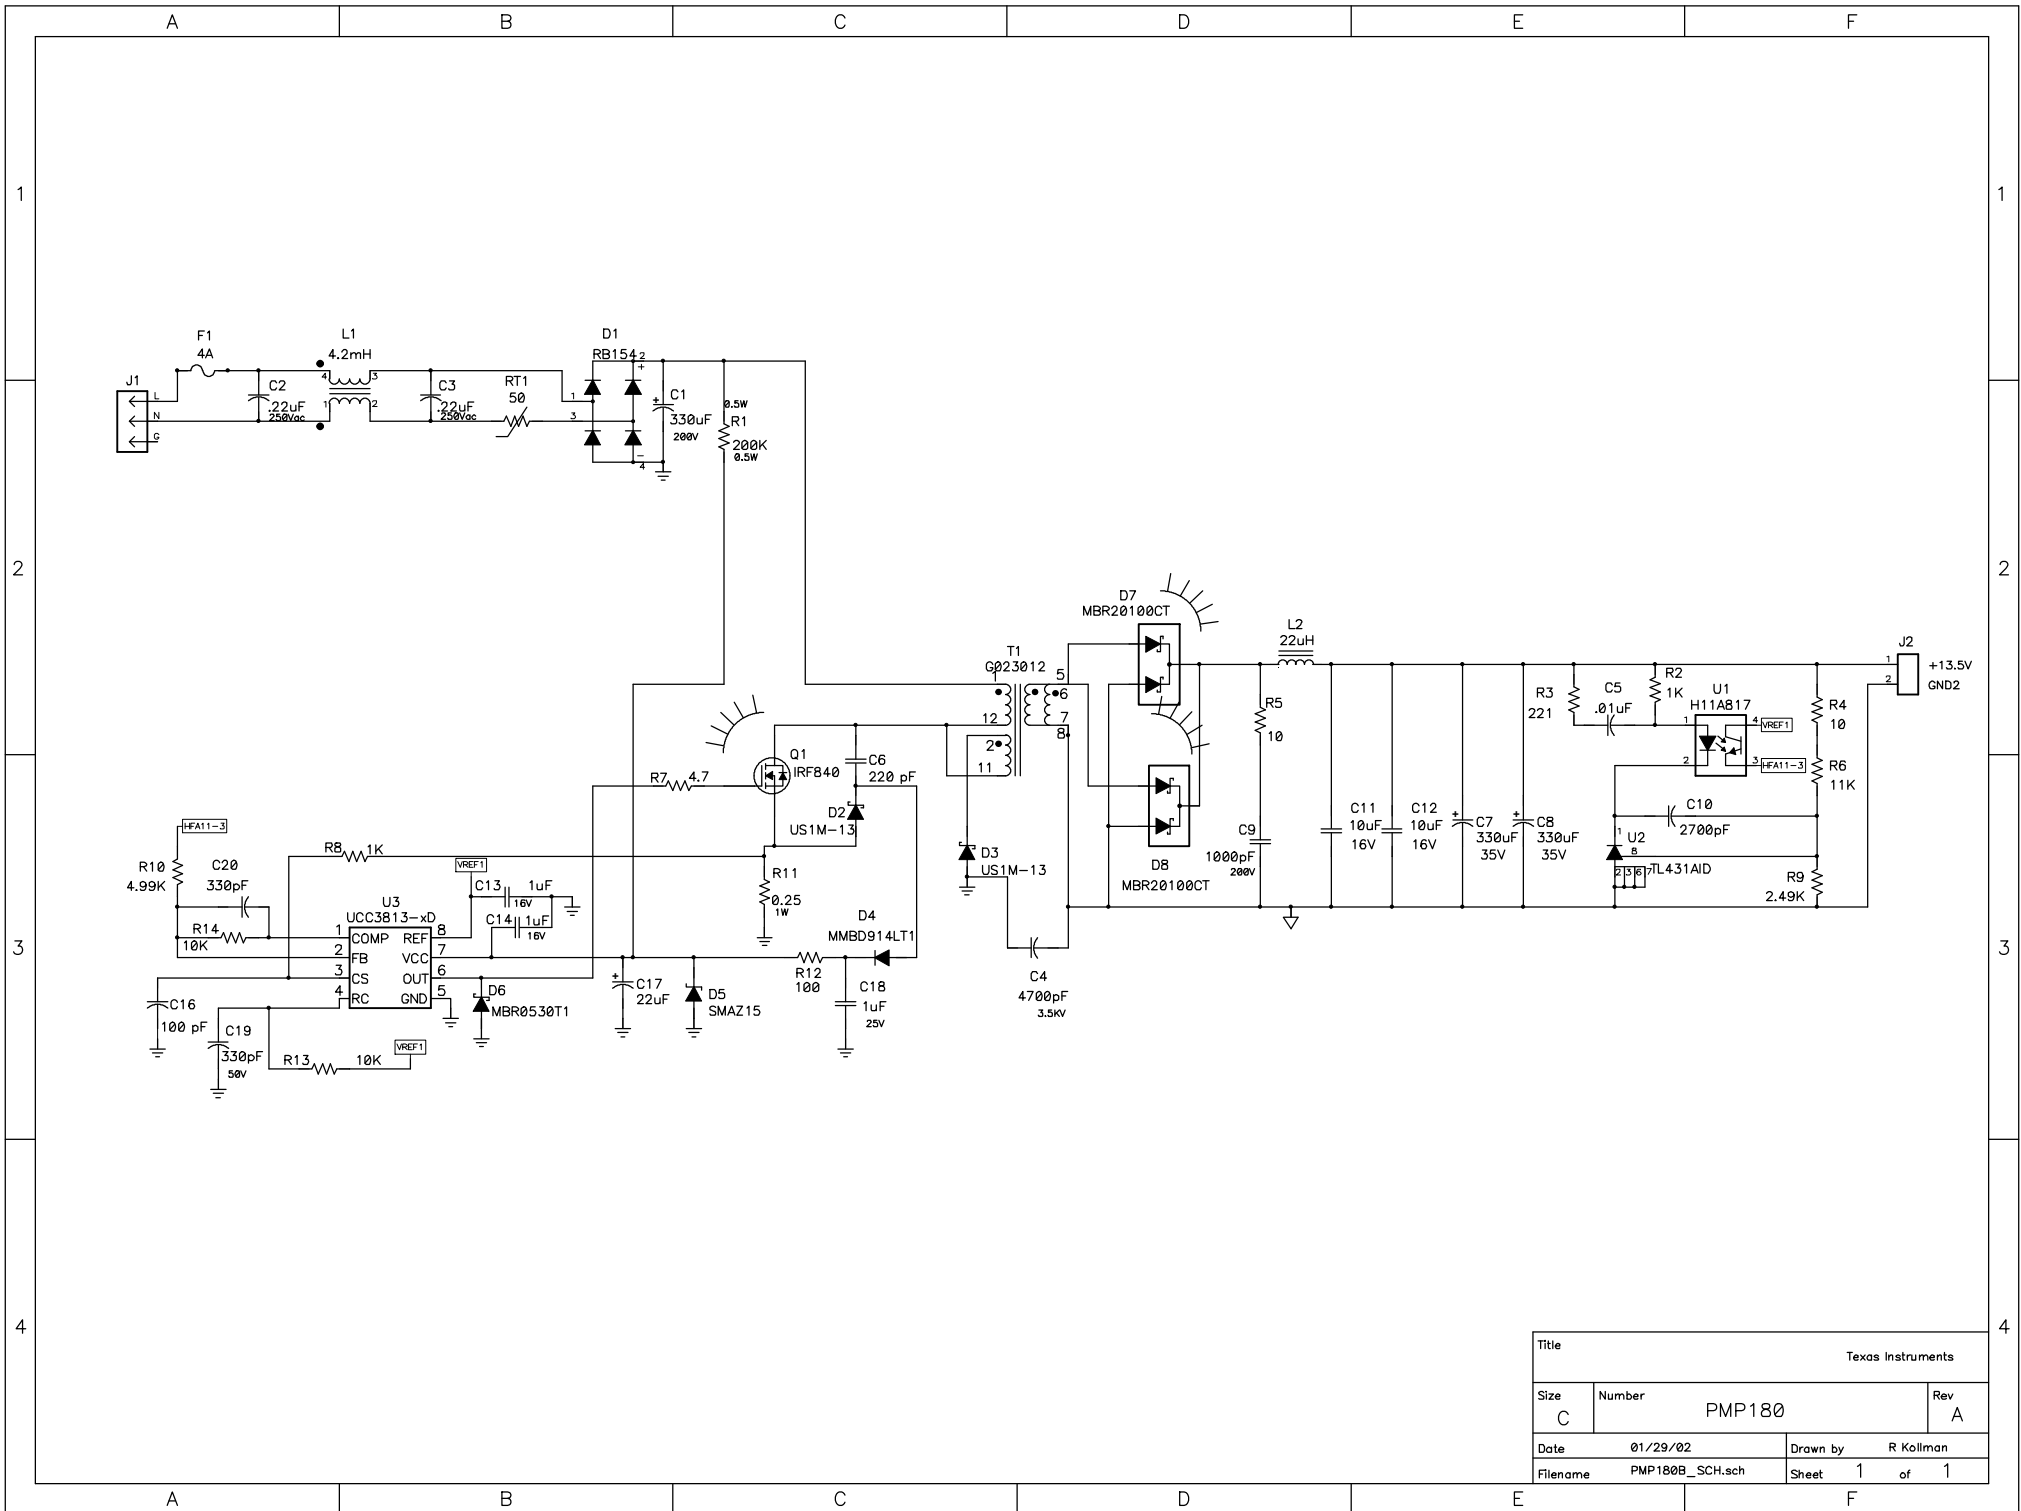 A B C D E F
1 1
F1
4A
L1
4.2mH
4 3
1 2
J1
L
N
G
C2
.22uF
250Vac
C3
.22uF
250Vac
RT1
50
D1
RB154
2
+
1
3
-
4
+
C1
330uF
200V
0.5W
R1
200K
0.5W
2 2
D7
MBR20100CT
L2
22uH
T1
G023012
1
12
2
11
5
6
7
8
J2
1
2
+13.5V
GND2
R5
10
R3
221
C5
.01uF
R2
1K
U1
H11A817
1
2
4
3
VREF1
HFA11-3
R4
10
R6
11K
Q1
IRF840
R7 4.7
C6
220 pF
D2
US1M-13
D3
US1M-13
D8
MBR20100CT
C9
1000pF
200V
C11
10uF
16V
C12
10uF
16V
+
C7
330uF
35V
+
C8
330uF
35V
C10
2700pF
1
U2
8
2 3 6 7
TL431AID
R9
2.49K
HFA11-3
R10
4.99K
C20
330pF
R8 1K
VREF1
C13 1uF
16V
C14 1uF
16V
R11
0.25
1W
R14
10K
U3
UCC3813-xD
1 COMP REF 8
2 FB VCC 7
3 CS OUT 6
4 RC GND 5
D4
MMBD914LT1
R12
100
3 3
C16
100 pF
C19
330pF
50V
R13 10K
VREF1
D6
MBR0530T1
+
C17
22uF
D5
SMAZ15
C18
1uF
25V
C4
4700pF
3.5KV
4 4
Title
Texas Instruments
Size
C
Number
PMP180
Rev
A
Date 01/29/02
Drawn by R Kollman
Filename PMP180B_SCH.sch
Sheet 1 of 1
A B C D E F